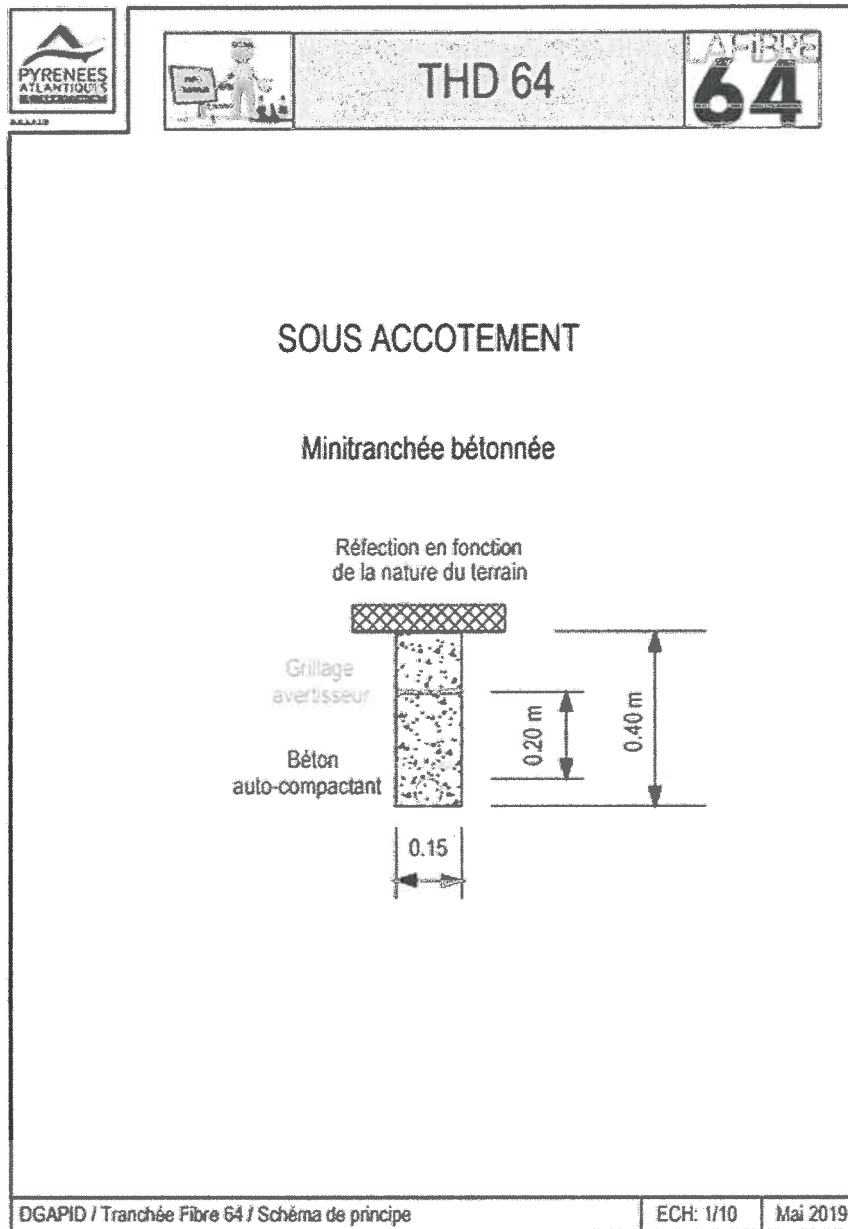 PYRENEES
ATLANTIQUES
THD 64
LA FIBRE
64
SOUS ACCOTEMENT
Minitranchée bétonnée
Réfection en fonction
de la nature du terrain
Grillage
avertisseur
Béton
auto-compactant
0.20 m
0.40 m
0.15
DGAPID / Tranchée Fibre 64 / Schéma de principe
ECH: 1/10
Mai 2019